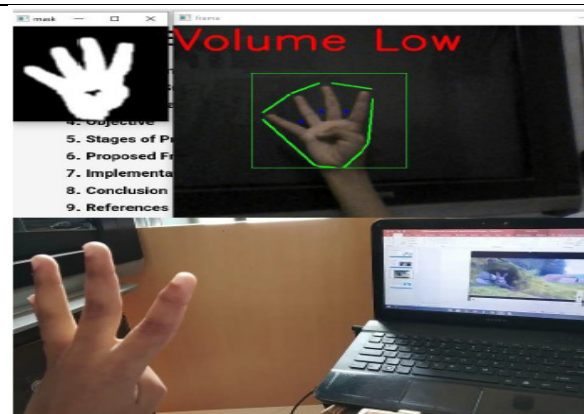 mask
frame
Volume Low
4. Objective
5. Stages of Pr
6. Proposed Fr
7. Implementa
8. Conclusion
9. References